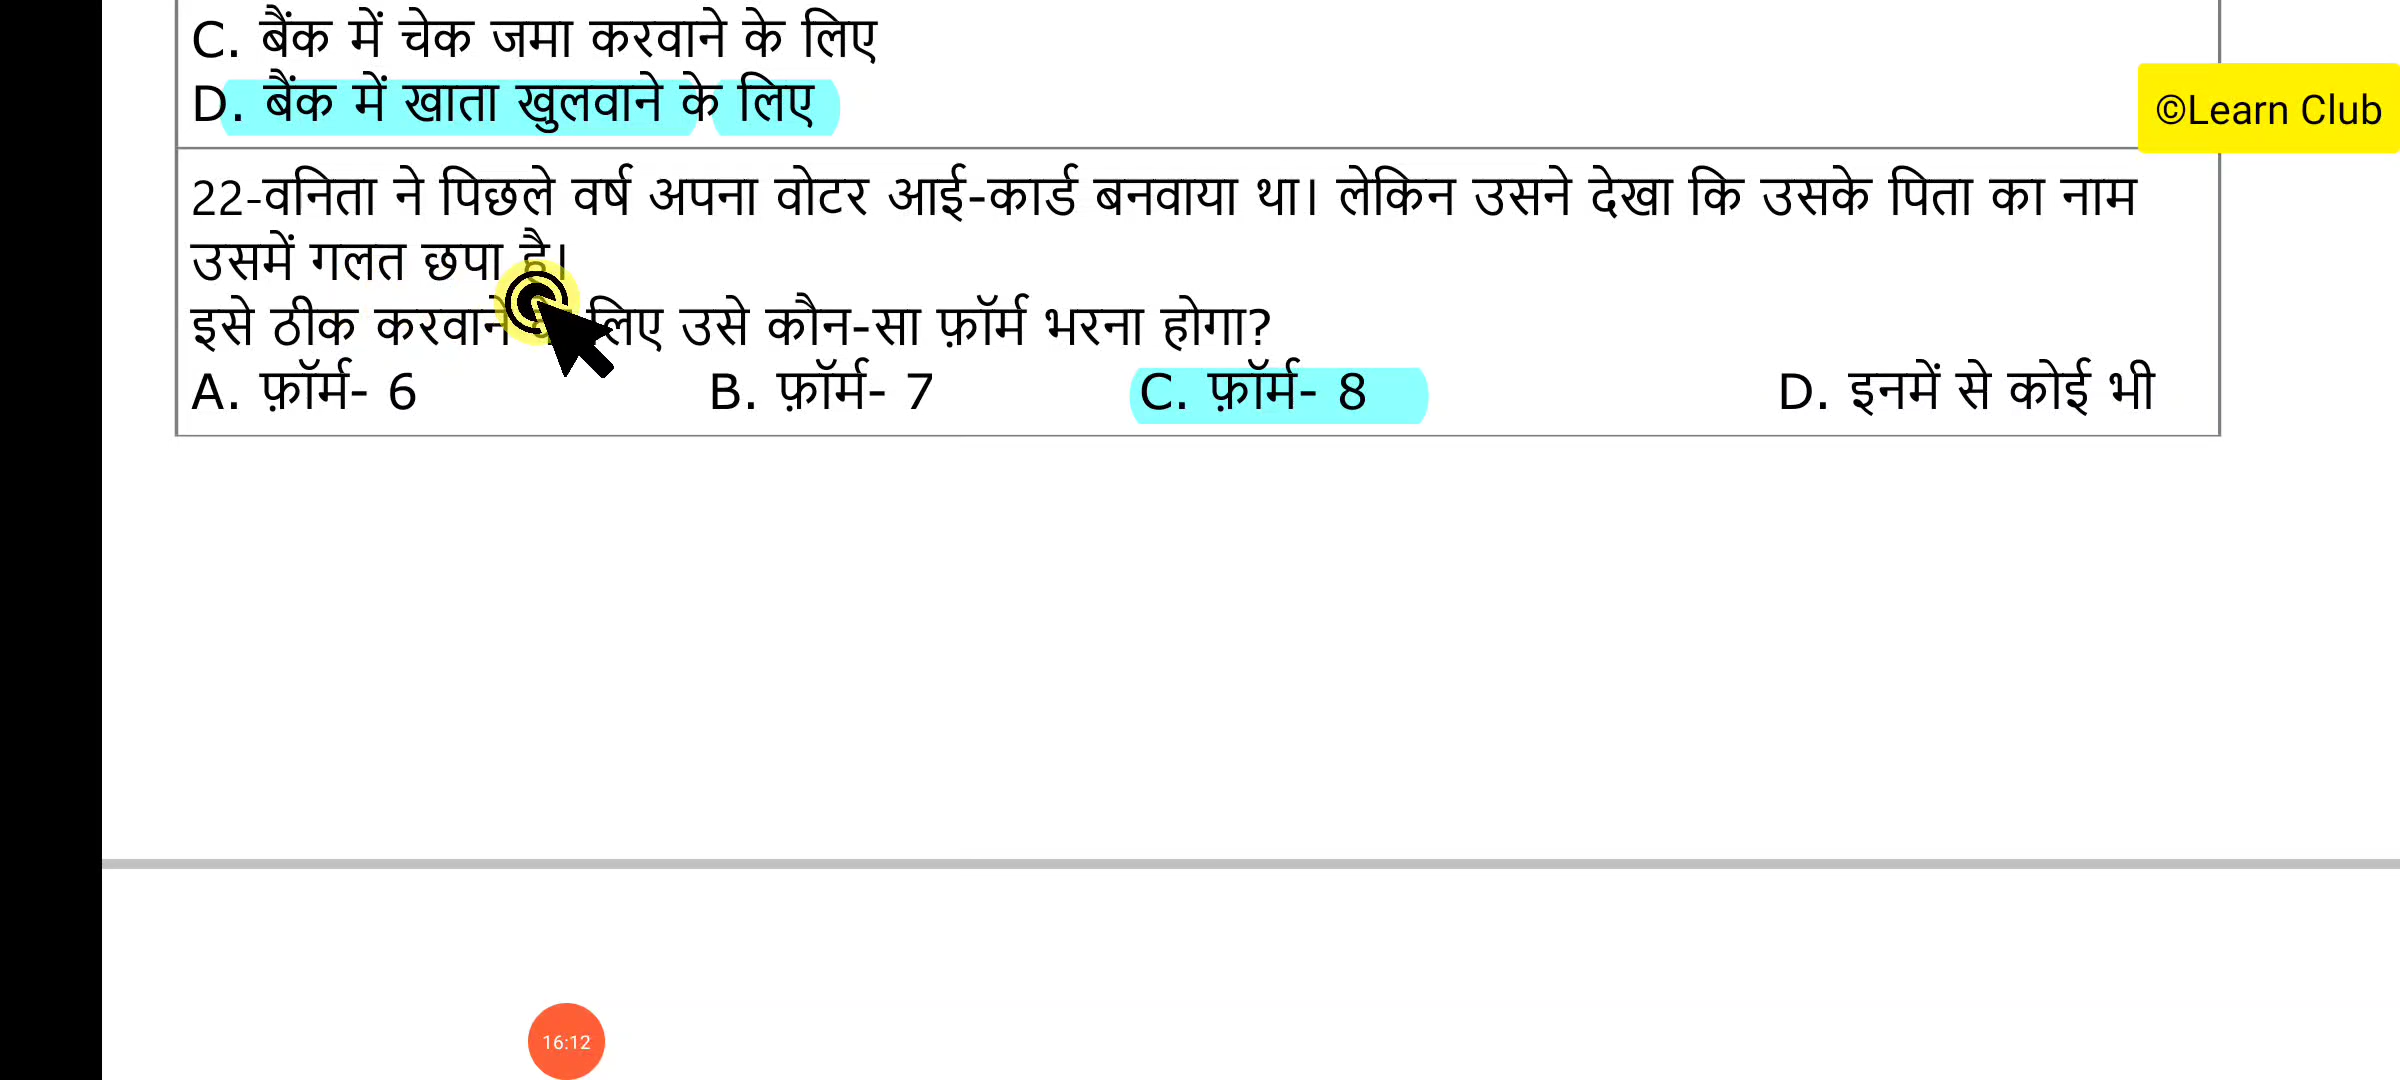 C. बैंक में चेक जमा करवाने के लिए
D. बैंक में खाता खुलवाने के लिए
©Learn Club
22-वनिता ने पिछले वर्ष अपना वोटर आई-कार्ड बनवाया था। लेकिन उसने देखा कि उसके पिता का नाम
उसमें गलत छपा है।
इसे ठीक करवाने लिए उसे कौन-सा फ़ॉर्म भरना होगा?
A. फ़ॉर्म- 6 B. फ़ॉर्म- 7 C. फ़ॉर्म- 8 D. इनमें से कोई भी
16:12